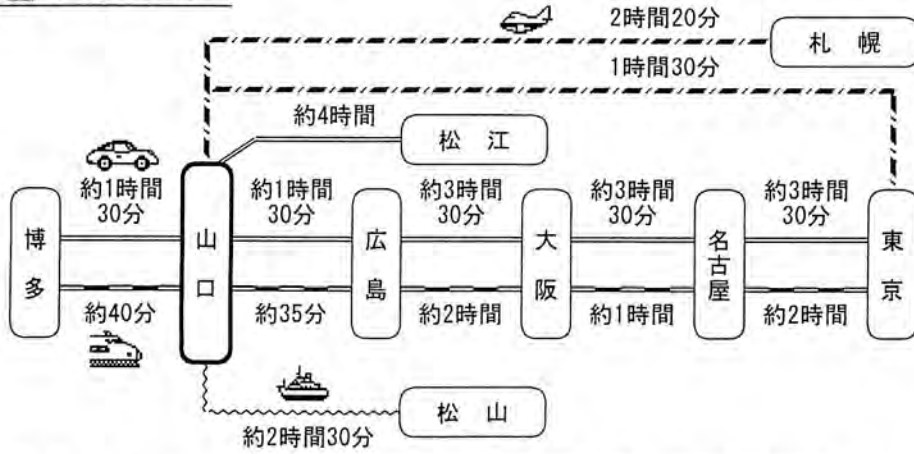 2時間20分
札幌
1時間30分
約4時間
松江
約1時間
30分
約1時間
30分
約3時間
30分
約3時間
30分
約3時間
30分
博多
山口
広島
大阪
名古屋
東京
約40分
約35分
約2時間
約1時間
約2時間
松山
約2時間30分